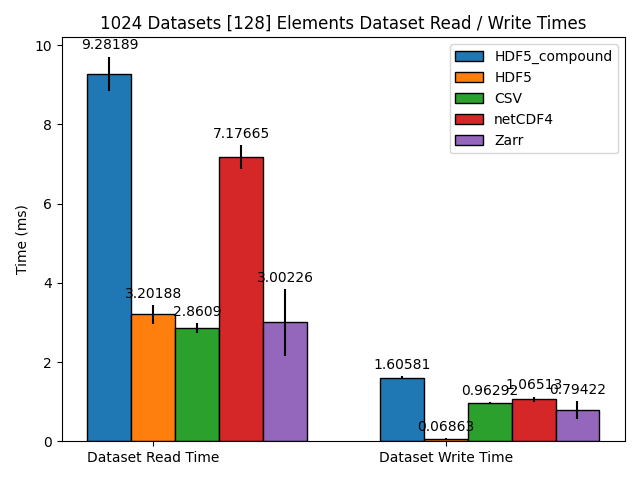 1024 Datasets [128] Elements Dataset Read / Write Times
9.28189
3.20188
2.8609
7.17665
3.00226
1.60581
0.06863
0.96292
1.06513
0.79422
HDF5_compound
HDF5
CSV
netCDF4
Zarr
Time (ms)
10
8
6
4
2
0
Dataset Read Time
Dataset Write Time